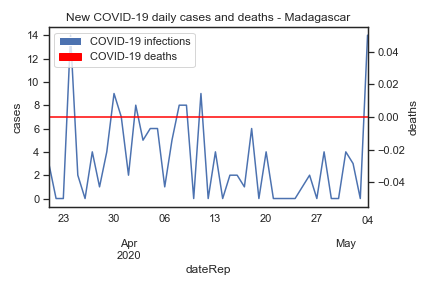 New COVID-19 daily cases and deaths - Madagascar
COVID-19 infections
COVID-19 deaths
14
12
10
8
6
4
2
0
cases
0.04
0.02
0.00
−0.02
−0.04
deaths
23 30 06 13 20 27 04
Apr May
2020
dateRep